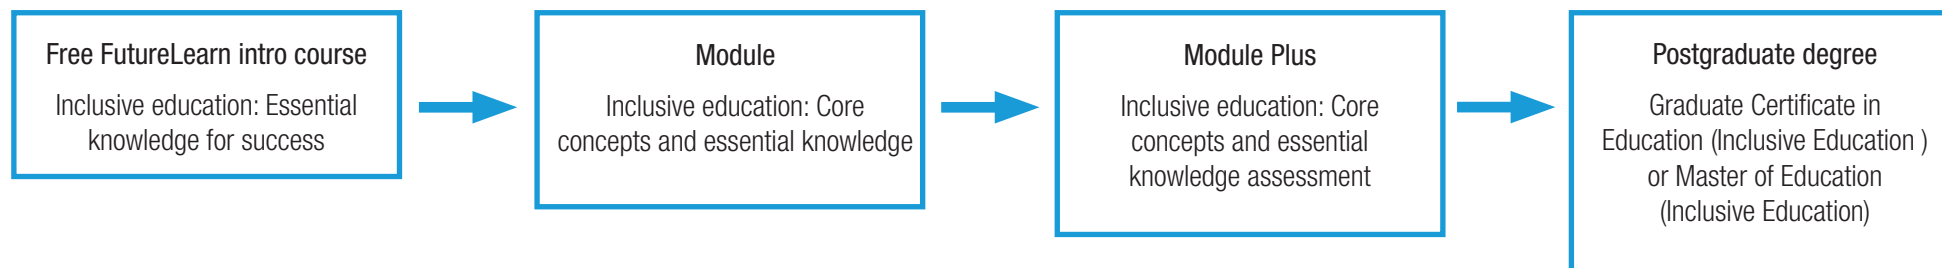 Free FutureLearn intro course
Inclusive education: Essential
knowledge for success
Module
Inclusive education: Core
concepts and essential knowledge
Module Plus
Inclusive education: Core
concepts and essential
knowledge assessment
Postgraduate degree
Graduate Certificate in
Education (Inclusive Education )
or Master of Education
(Inclusive Education)